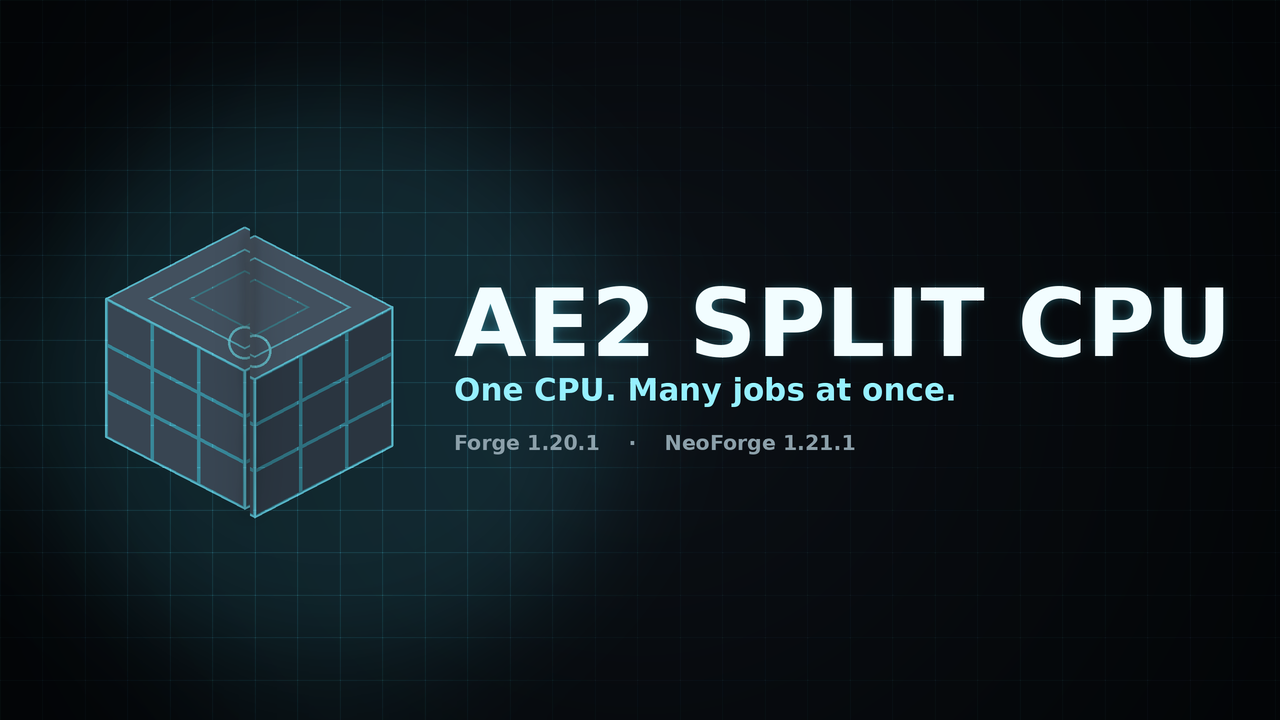 AE2 SPLIT CPU
One CPU. Many jobs at once.
Forge 1.20.1 · NeoForge 1.21.1